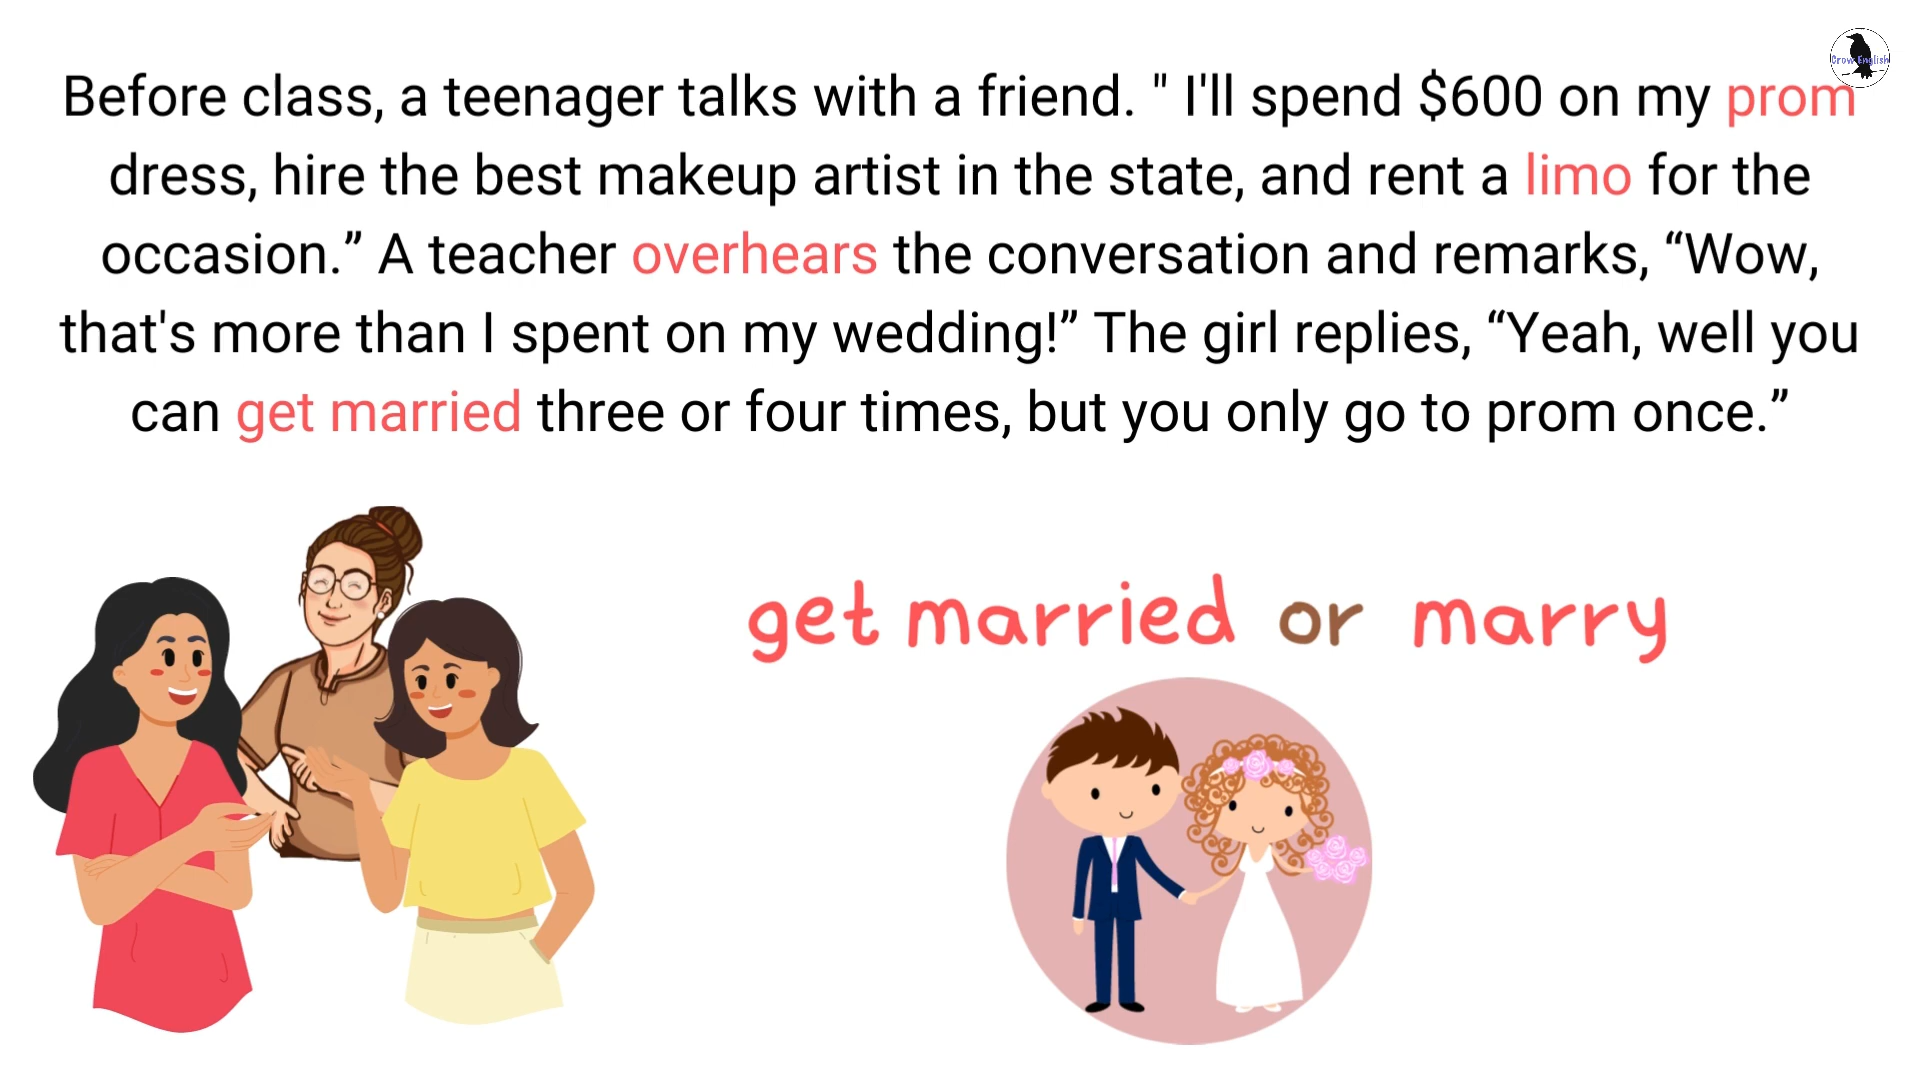 Before class, a teenager talks with a friend. " I'll spend $600 on my prom
dress, hire the best makeup artist in the state, and rent a limo for the
occasion.” A teacher overhears the conversation and remarks, “Wow,
that's more than I spent on my wedding!” The girl replies, “Yeah, well you
can get married three or four times, but you only go to prom once.”
get married or marry
Crow English